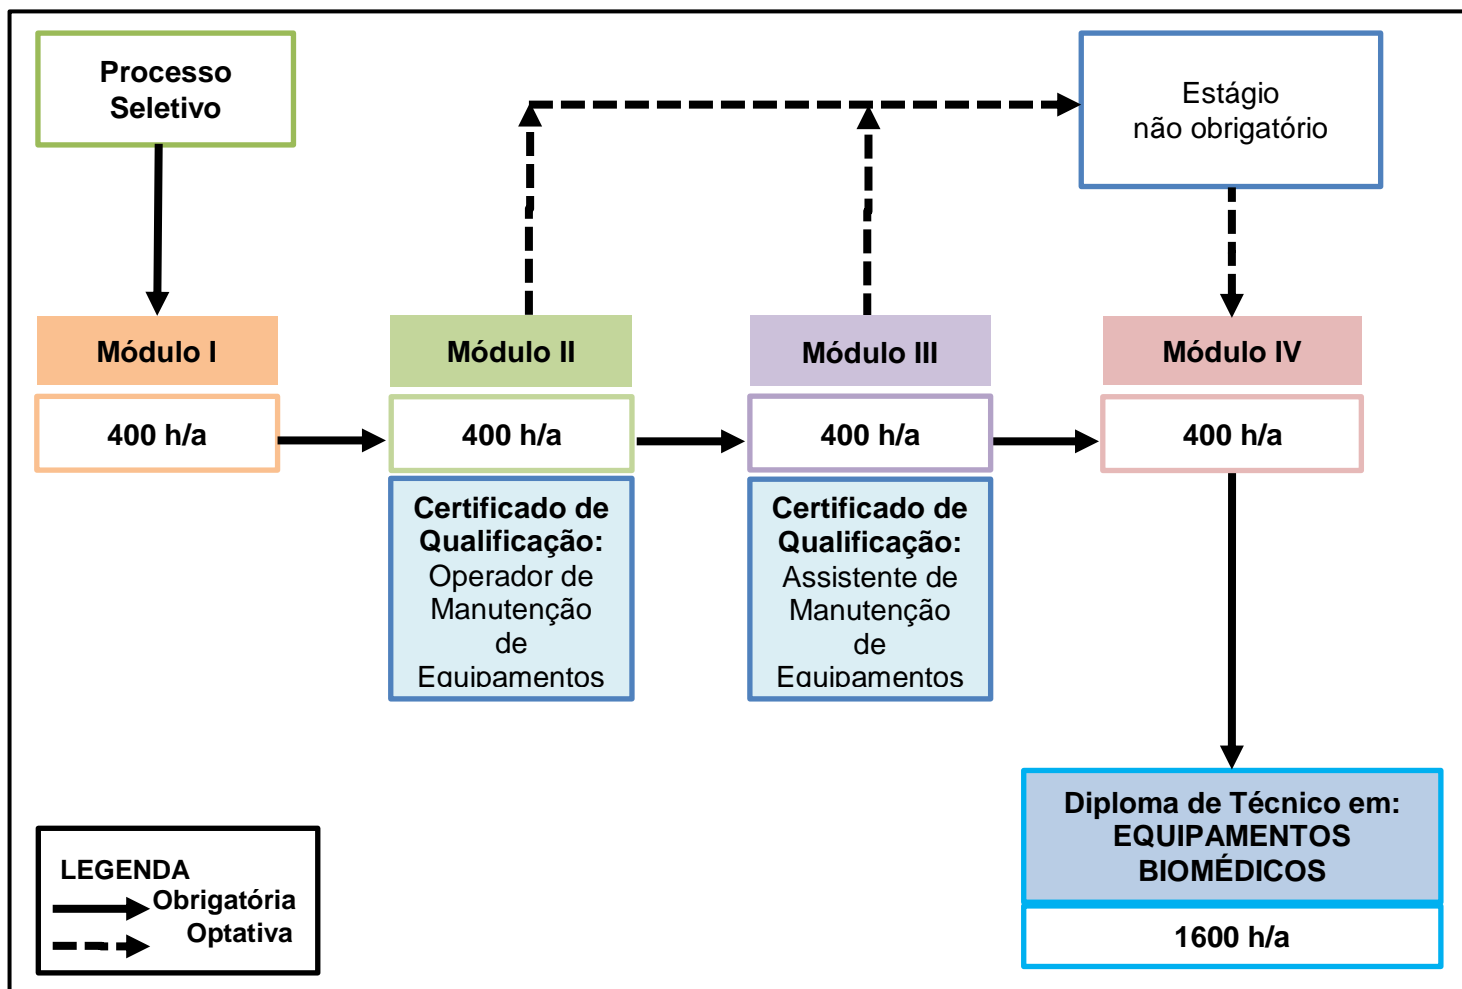 Processo
Seletivo
Estágio
não obrigatório
Módulo I
Módulo II
Módulo III
Módulo IV
400 h/a
400 h/a
400 h/a
400 h/a
Certificado de
Qualificação:
Operador de
Manutenção
de
Equipamentos
Certificado de
Qualificação:
Assistente de
Manutenção
de
Equipamentos
Diploma de Técnico em:
EQUIPAMENTOS
BIOMÉDICOS
1600 h/a
LEGENDA
Obrigatória
Optativa